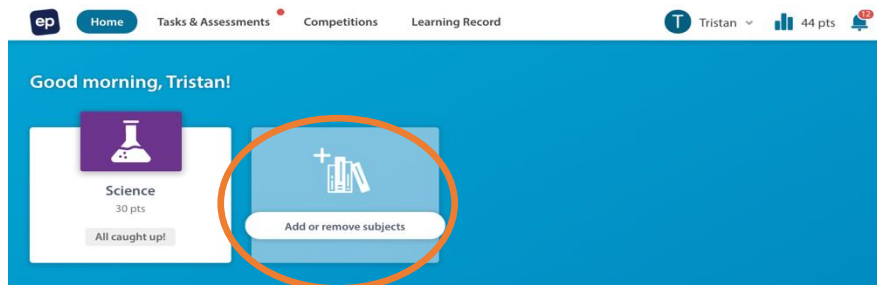 ep Home Tasks & Assessments Competitions Learning Record T Tristan 44 pts 12
Good morning, Tristan!
Science
30 pts
All caught up!
Add or remove subjects